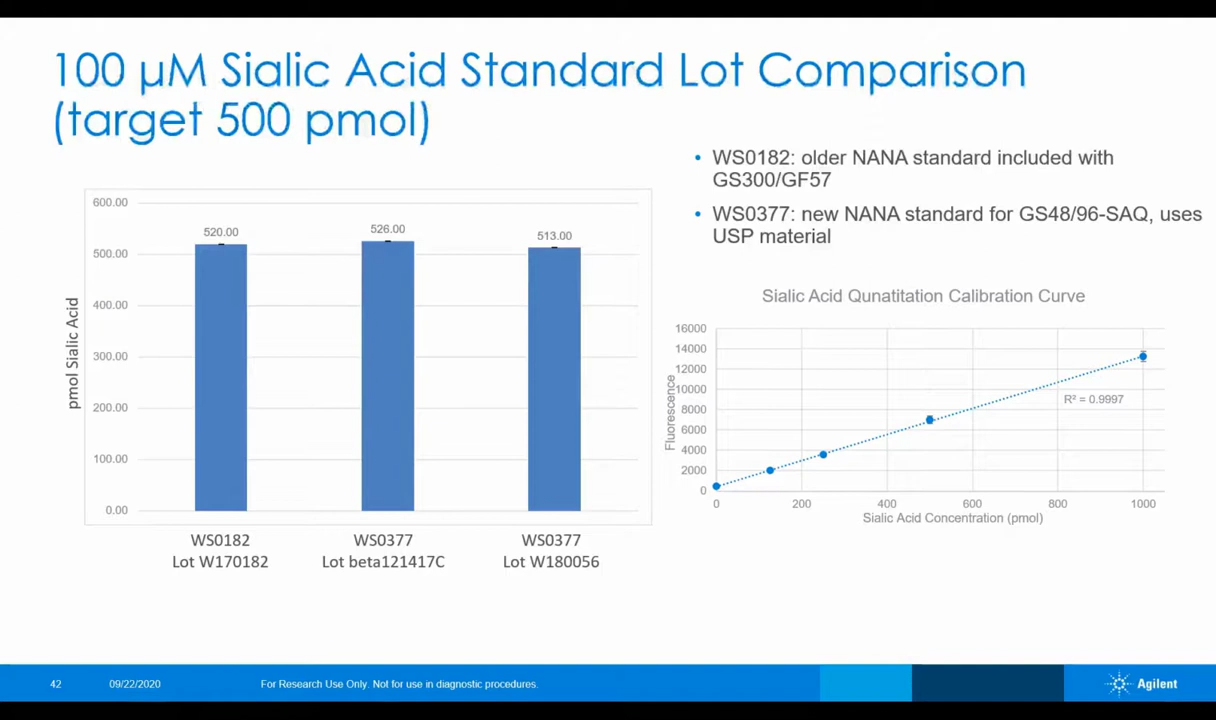 100 µM Sialic Acid Standard Lot Comparison
(target 500 pmol)
• WS0182: older NANA standard included with
GS300/GF57
• WS0377: new NANA standard for GS48/96-SAQ, uses
USP material
pmol Sialic Acid
600.00
500.00
400.00
300.00
200.00
100.00
0.00
520.00
526.00
513.00
WS0182
Lot W170182
WS0377
Lot beta121417C
WS0377
Lot W180056
Sialic Acid Qunatitation Calibration Curve
Fluorescence
16000
14000
12000
10000
8000
6000
4000
2000
0
R² = 0.9997
0 200 400 600 800 1000
Sialic Acid Concentration (pmol)
42 09/22/2020 For Research Use Only. Not for use in diagnostic procedures. Agilent